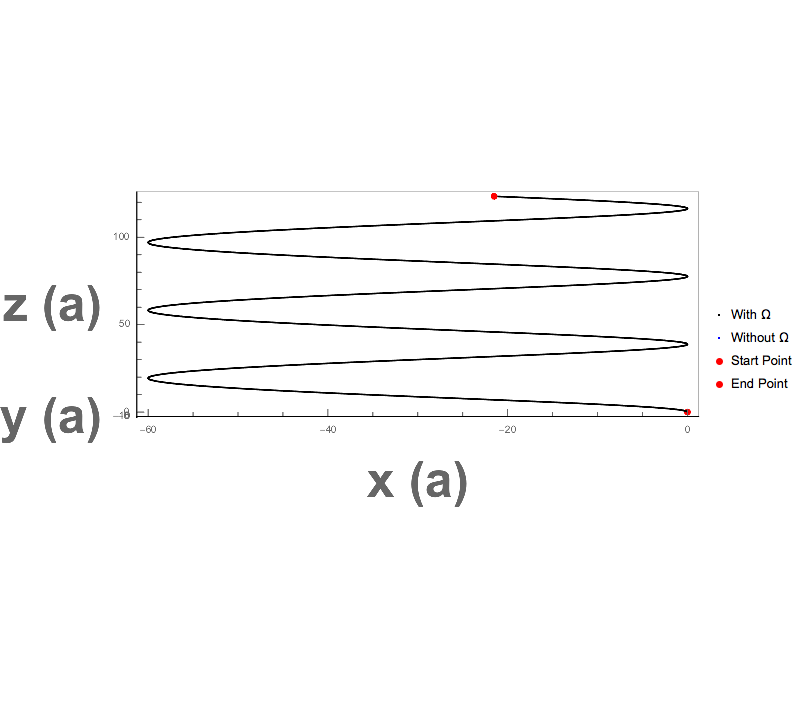 100
z (a)
50
With Ω
Without Ω
Start Point
End Point
y (a)
−60
−40
−20
0
x (a)